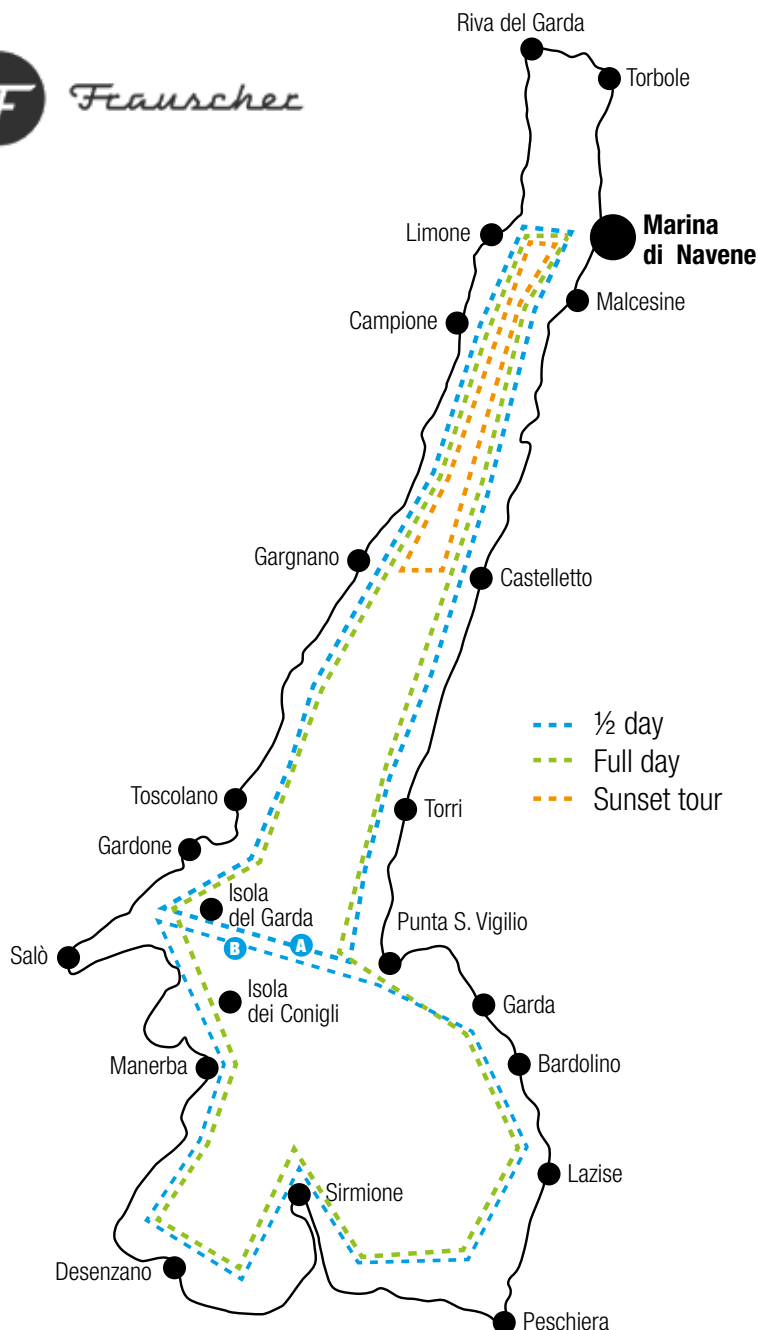 F
Frauscher
Riva del Garda
Torbole
Limone
Marina
di Navene
Malcesine
Campione
Gargnano
Castelletto
½ day
Full day
Sunset tour
Toscolano
Torri
Gardone
Isola
del Garda
Punta S. Vigilio
A
B
Salò
Isola
dei Conigli
Garda
Manerba
Bardolino
Lazise
Sirmione
Desenzano
Peschiera